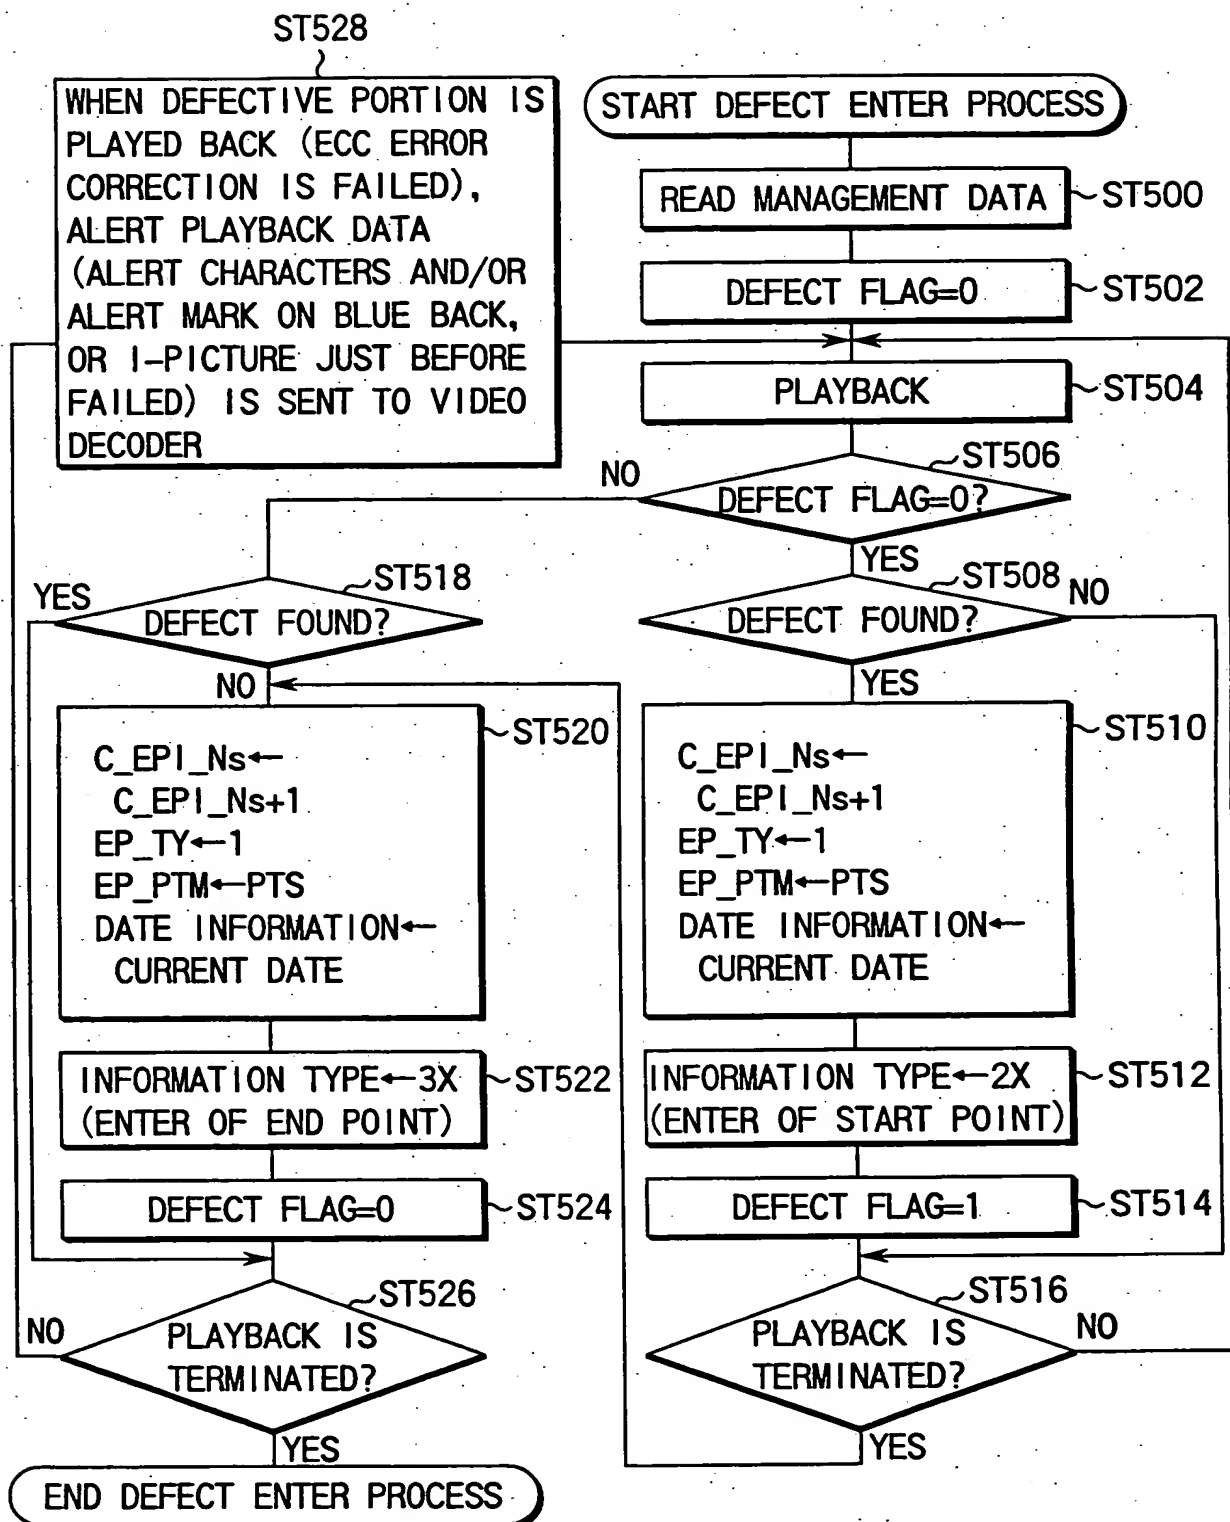 ST528
WHEN DEFECTIVE PORTION IS
PLAYED BACK (ECC ERROR
CORRECTION IS FAILED),
ALERT PLAYBACK DATA
(ALERT CHARACTERS AND/OR
ALERT MARK ON BLUE BACK,
OR I-PICTURE JUST BEFORE
FAILED) IS SENT TO VIDEO
DECODER
START DEFECT ENTER PROCESS
READ MANAGEMENT DATA
ST500
DEFECT FLAG=0
ST502
PLAYBACK
ST504
ST506
NO
DEFECT FLAG=0?
YES
ST518
YES
DEFECT FOUND?
NO
ST508
NO
DEFECT FOUND?
YES
ST520
C_EPI_Ns←
C_EPI_Ns+1
EP_TY←1
EP_PTM←PTS
DATE INFORMATION←
CURRENT DATE
ST510
C_EPI_Ns←
C_EPI_Ns+1
EP_TY←1
EP_PTM←PTS
DATE INFORMATION←
CURRENT DATE
INFORMATION TYPE←3X
(ENTER OF END POINT)
ST522
INFORMATION TYPE←2X
(ENTER OF START POINT)
ST512
DEFECT FLAG=0
ST524
DEFECT FLAG=1
ST514
ST526
NO
PLAYBACK IS
TERMINATED?
YES
ST516
NO
PLAYBACK IS
TERMINATED?
YES
END DEFECT ENTER PROCESS